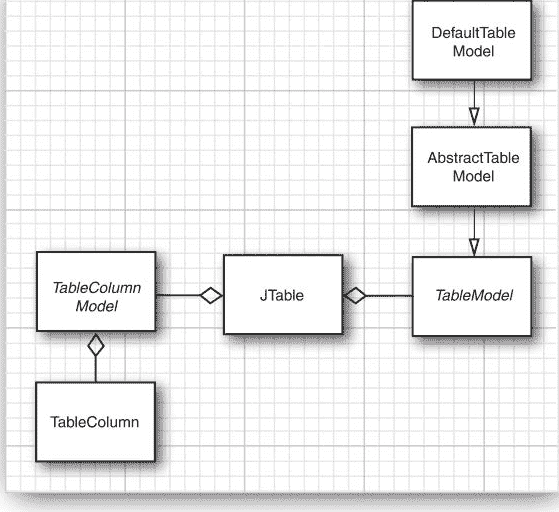 DefaultTable
Model
AbstractTable
Model
TableColumn
Model
JTable
TableModel
TableColumn